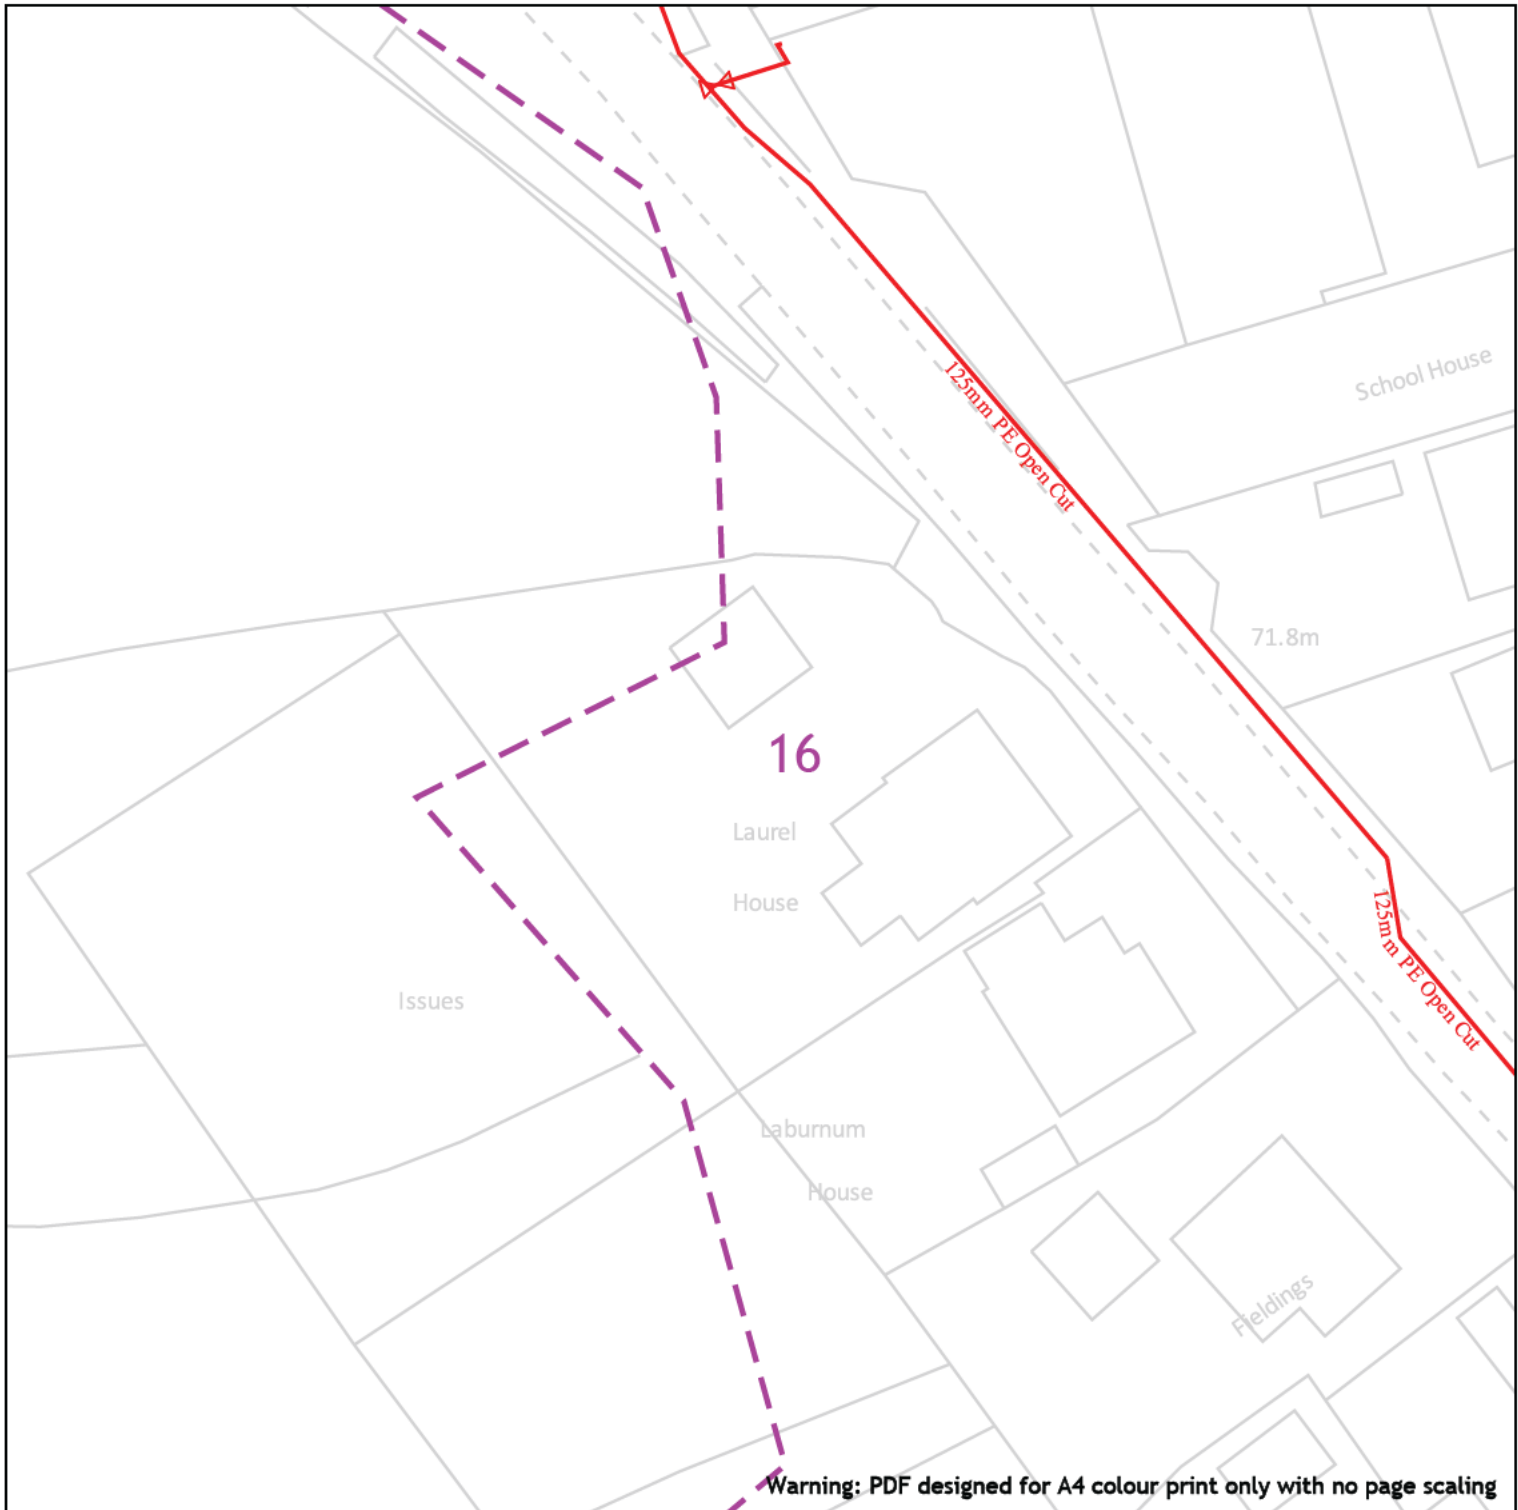 School House
125mm PE Open Cut
71.8m
16
Laurel
House
125mm PE Open Cut
Issues
Laburnum
House
Fieldings
Warning: PDF designed for A4 colour print only with no page scaling